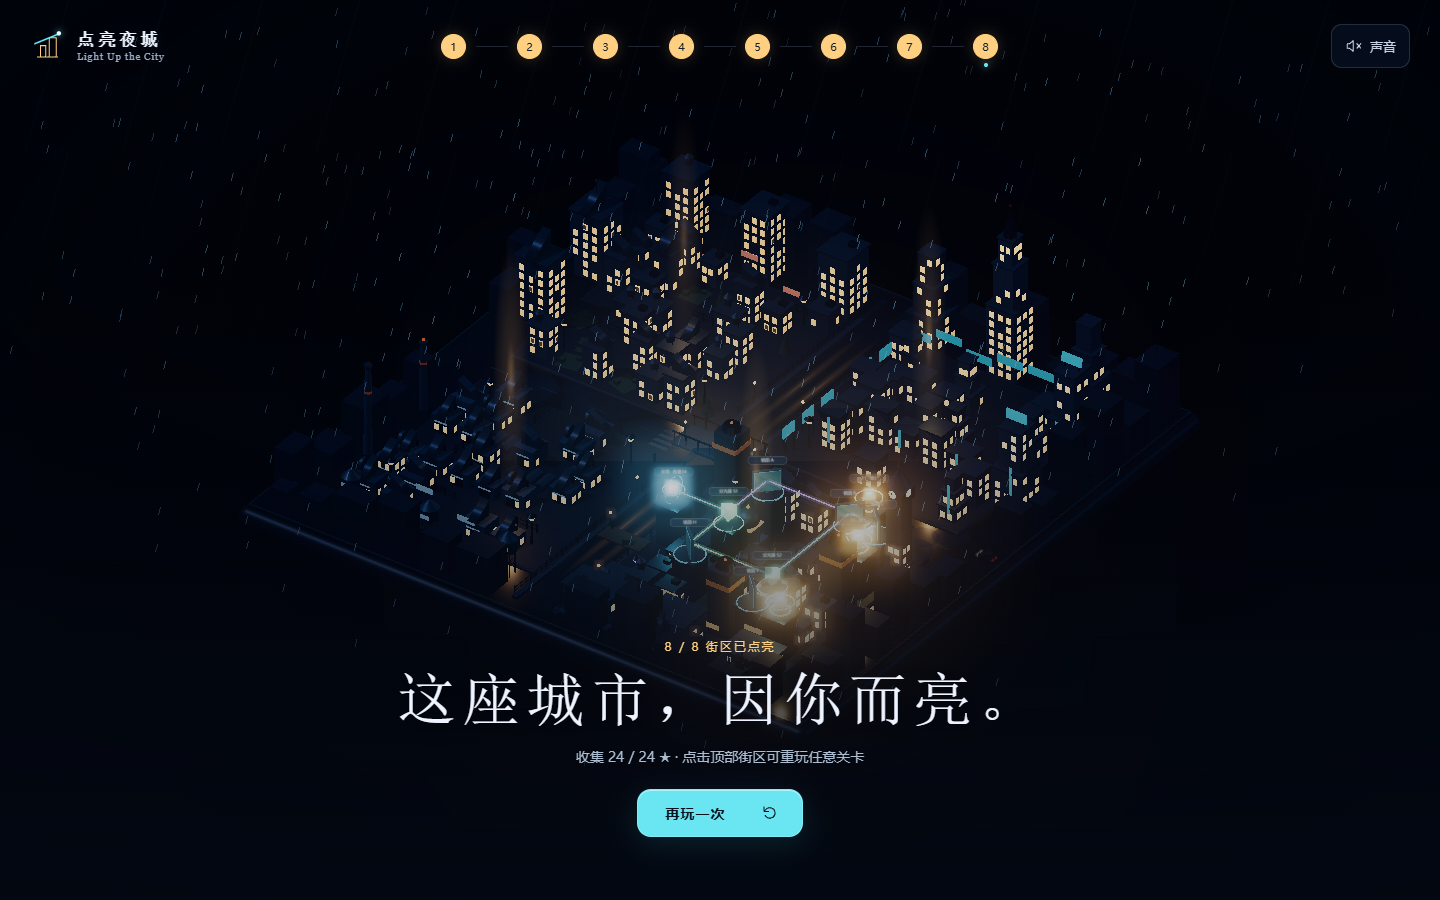 点亮夜城
Light Up the City
1 2 3 4 5 6 7 8
声音
8 / 8 街区已点亮
这座城市，因你而亮。
收集 24 / 24 ★ · 点击顶部街区可重玩任意关卡
再玩一次